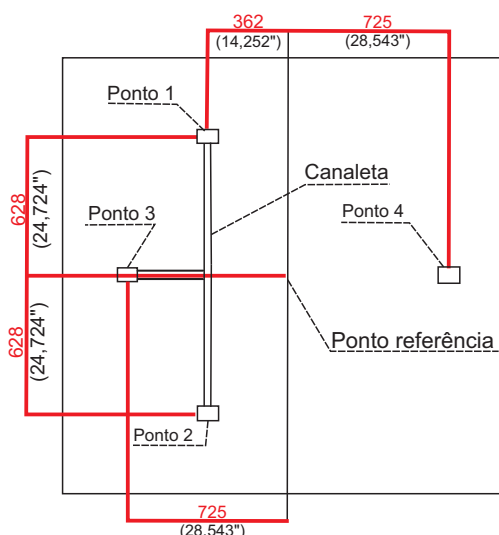 362
(14,252")
725
(28,543")
Ponto 1
Canaleta
628
(24,724")
Ponto 3
Ponto 4
628
(24,724")
Ponto referência
Ponto 2
725
(28,543")